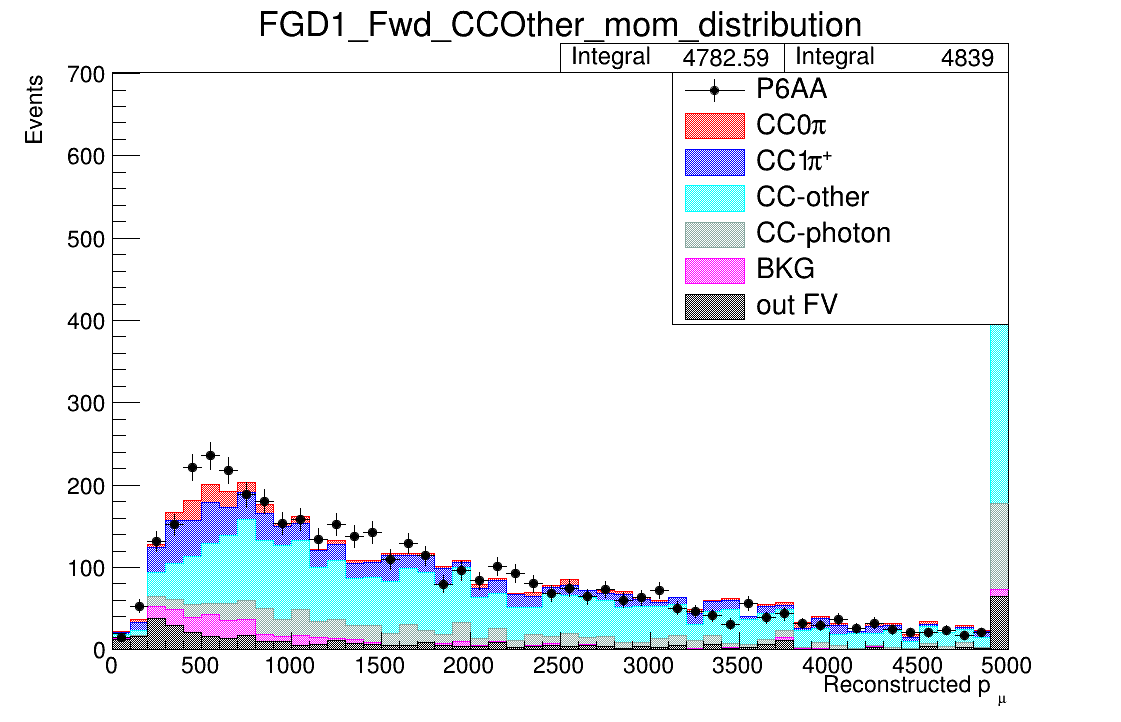 FGD1_Fwd_CCOther_mom_distribution
Integral 4782.59 Integral 4839
Events
700
600
500
400
300
200
100
0
P6AA
CC0π
CC1π⁺
CC-other
CC-photon
BKG
out FV
0 500 1000 1500 2000 2500 3000 3500 4000 4500 5000
Reconstructed p μ